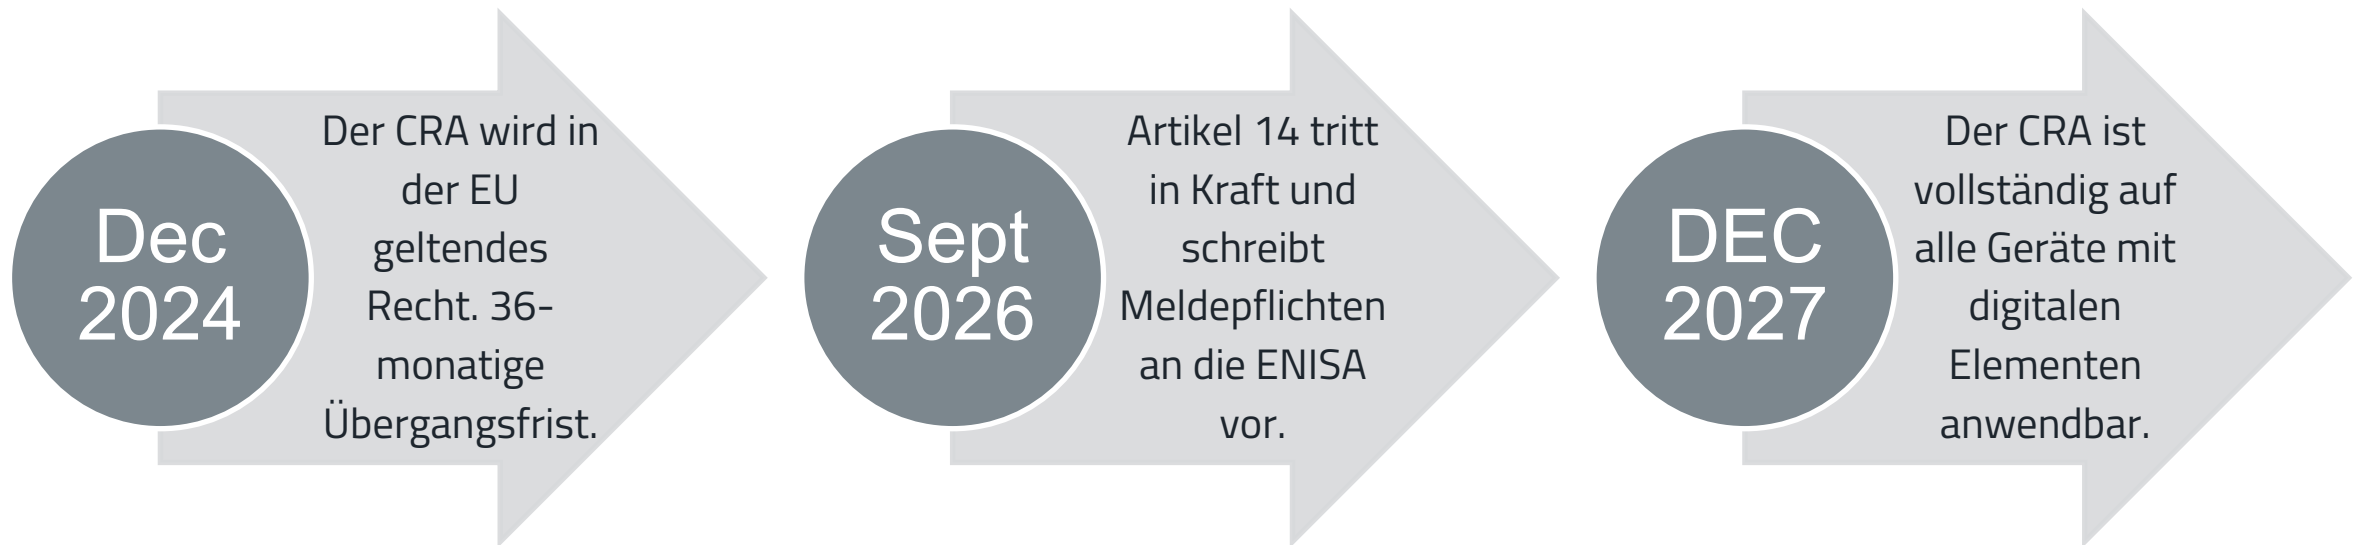 Dec
2024
Der CRA wird in
der EU
geltendes
Recht. 36-
monatige
Übergangsfrist.
Sept
2026
Artikel 14 tritt
in Kraft und
schreibt
Meldepflichten
an die ENISA
vor.
DEC
2027
Der CRA ist
vollständig auf
alle Geräte mit
digitalen
Elementen
anwendbar.